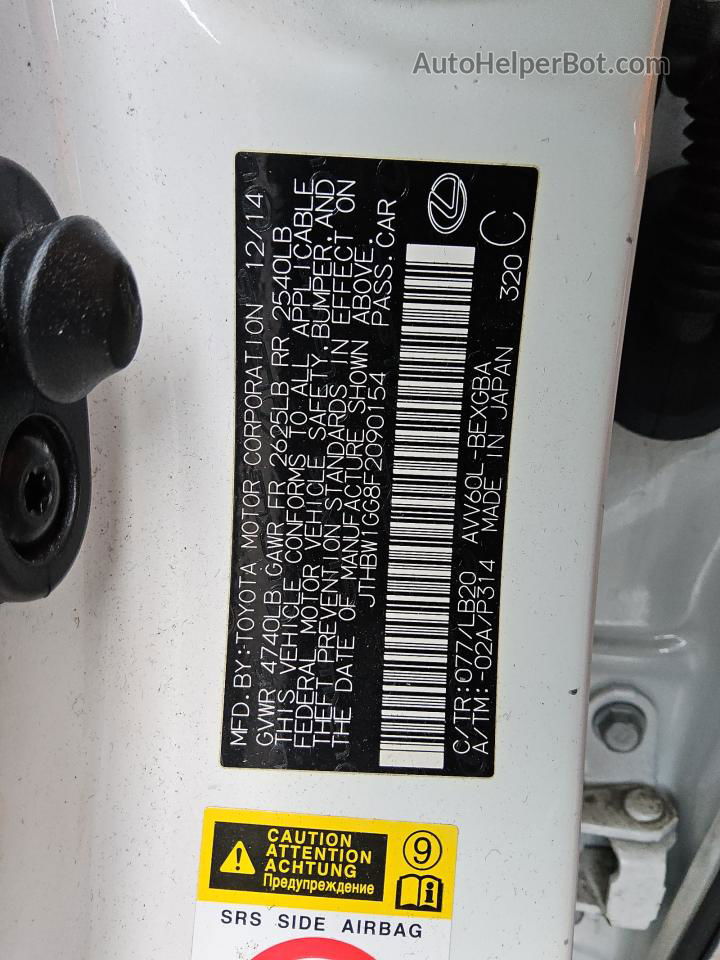 AutoHelperBot.com
MFD. BY: TOYOTA MOTOR CORPORATION 12/14
GVWR 4740LB GAWR FR 2625LB RR 2540LB
THIS VEHICLE CONFORMS TO ALL APPLICABLE
FEDERAL MOTOR VEHICLE SAFETY, BUMPER, AND
THEFT PREVENTION STANDARDS IN EFFECT ON
THE DATE OF MANUFACTURE SHOWN ABOVE.
JTHBW1GG8F2090154 PASS. CAR
C/TR: 077/LB20 AVV60L-BEXGBA 320 C
A/TM: -02A/P314 MADE IN JAPAN
CAUTION
ATTENTION
ACHTUNG
Предупреждение
9
SRS SIDE AIRBAG